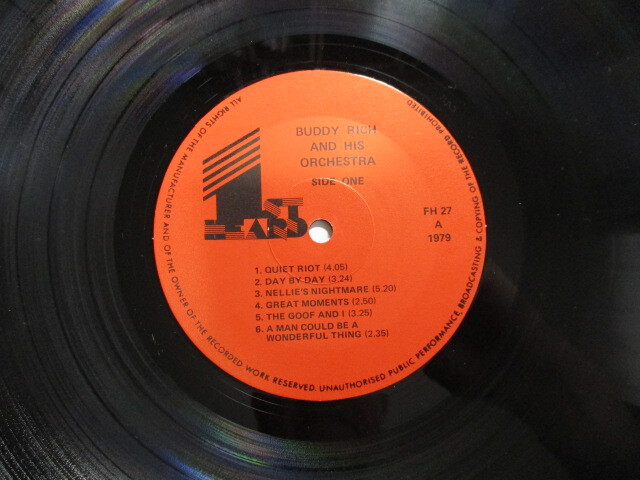 BUDDY RICH
AND HIS
ORCHESTRA
SIDE ONE
1ST
HEARD
FH 27
A
1979
1. QUIET RIOT (4.05)
2. DAY BY DAY (3.24)
3. NELLIE'S NIGHTMARE (5.20)
4. GREAT MOMENTS (2.50)
5. THE GOOF AND I (3.25)
6. A MAN COULD BE A
WONDERFUL THING (2.35)
ALL RIGHTS OF THE MANUFACTURER AND OF THE OWNER OF THE RECORDED WORK RESERVED. UNAUTHORISED PUBLIC PERFORMANCE, BROADCASTING & COPYING OF THE RECORD PROHIBITED